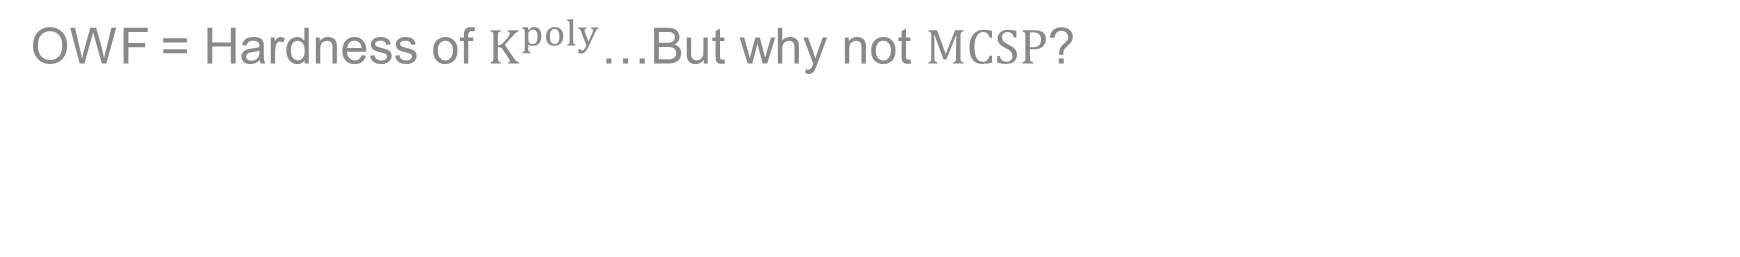 OWF = Hardness of K^poly…But why not MCSP?